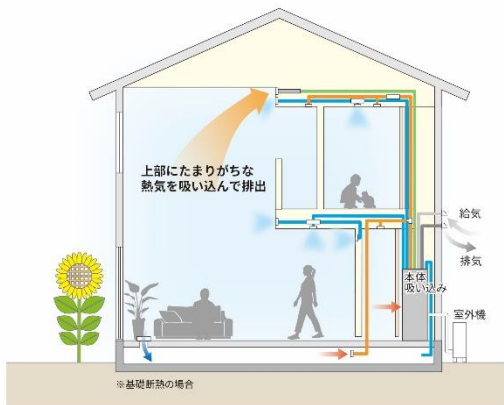 上部にたまりがちな
熱気を吸い込んで排出
給気
排気
本体
吸い込み
室外機
※基礎断熱の場合